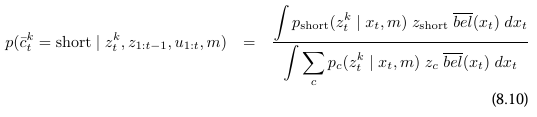 p(c̄_t^k = short | z_t^k, z_{1:t−1}, u_{1:t}, m) = \frac{∫ p_short(z_t^k | x_t, m) z_short \overline{bel}(x_t) dx_t}{∫ ∑_c p_c(z_t^k | x_t, m) z_c \overline{bel}(x_t) dx_t}
(8.10)